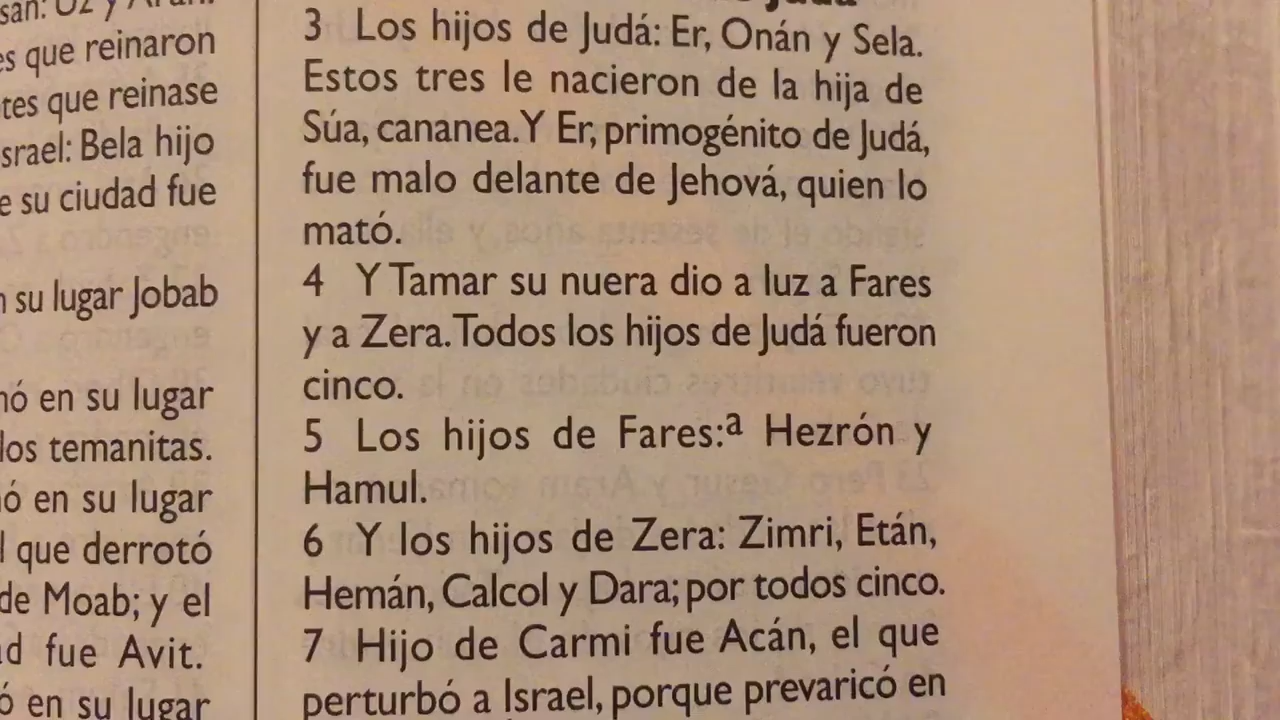 san: Uz y Arán.
es que reinaron
tes que reinase
srael: Bela hijo
e su ciudad fue
n su lugar Jobab
nó en su lugar
los temanitas.
ó en su lugar
l que derrotó
de Moab; y el
ad fue Avit.
ó en su lugar
3 Los hijos de Judá: Er, Onán y Sela.
Estos tres le nacieron de la hija de
Súa, cananea. Y Er, primogénito de Judá,
fue malo delante de Jehová, quien lo
mató.
4 Y Tamar su nuera dio a luz a Fares
y a Zera. Todos los hijos de Judá fueron
cinco.
5 Los hijos de Fares:ª Hezrón y
Hamul.
6 Y los hijos de Zera: Zimri, Etán,
Hemán, Calcol y Dara; por todos cinco.
7 Hijo de Carmi fue Acán, el que
perturbó a Israel, porque prevaricó en